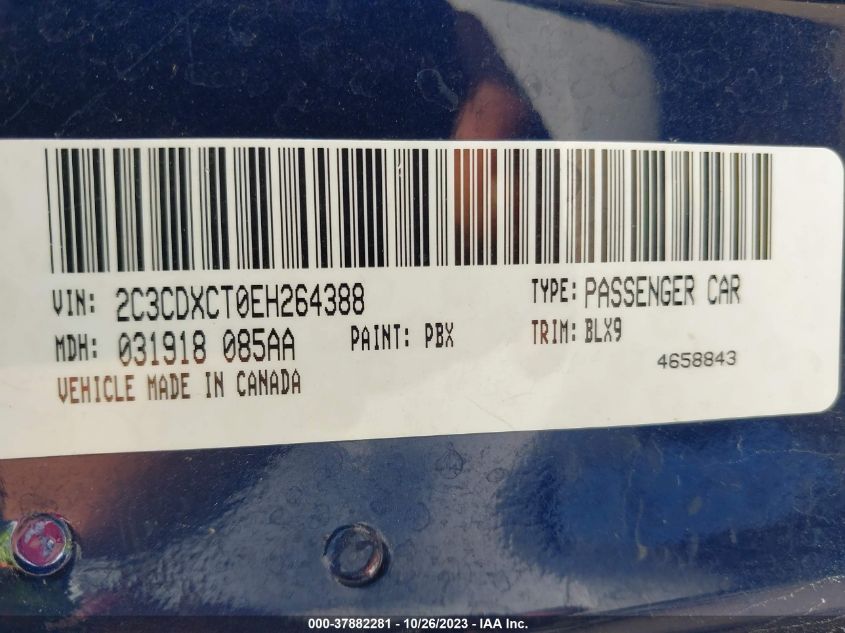 VIN: 2C3CDXCT0EH264388 TYPE: PASSENGER CAR
MDH: 031918 085AA PAINT: PBX TRIM: BLX9
VEHICLE MADE IN CANADA 4658843
000-37882281 - 10/26/2023 - IAA Inc.